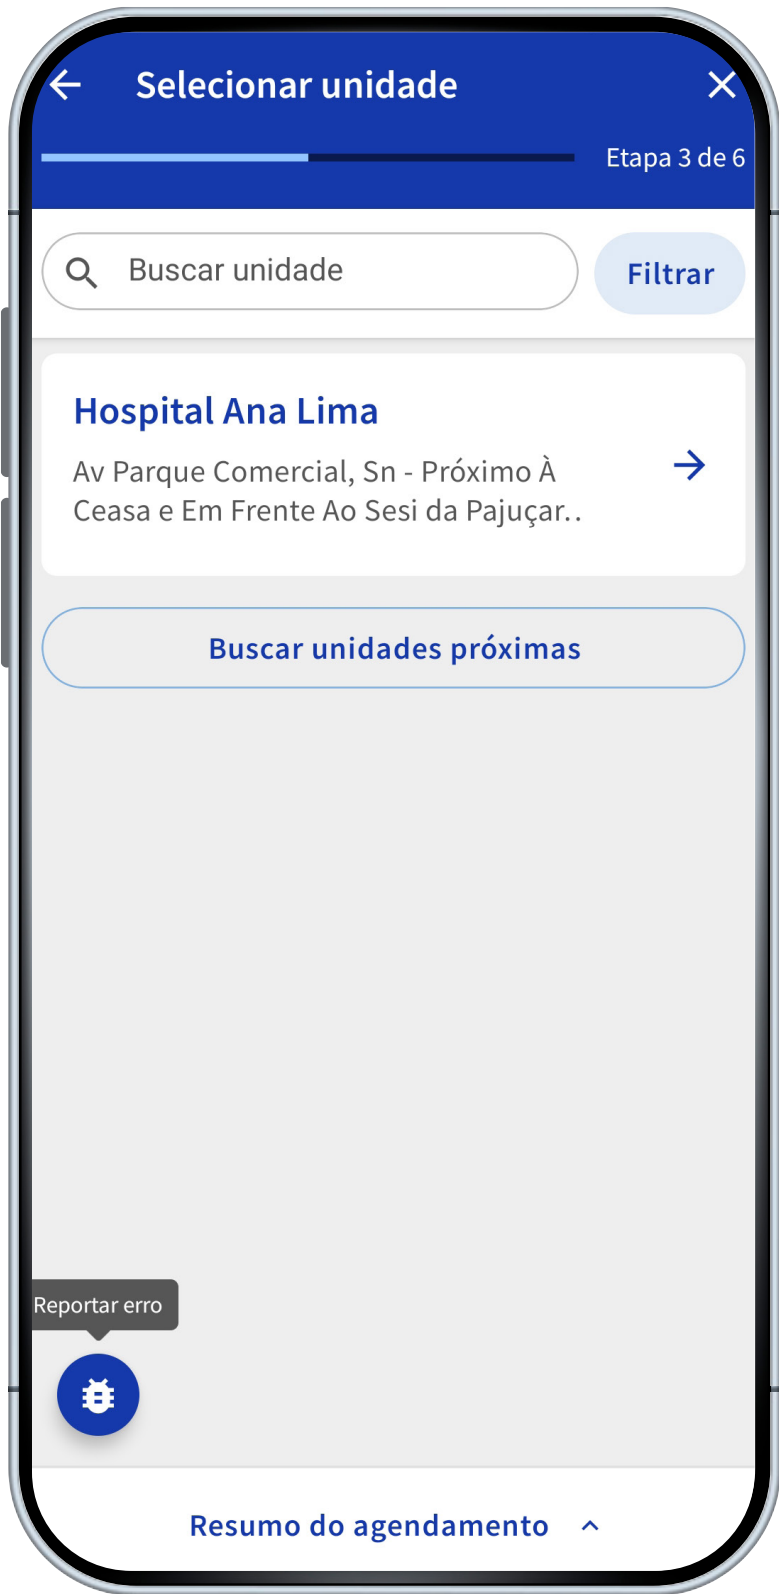 Selecionar unidade
Etapa 3 de 6
Buscar unidade
Filtrar
Hospital Ana Lima
Av Parque Comercial, Sn - Próximo À
Ceasa e Em Frente Ao Sesi da Pajuçar..
Buscar unidades próximas
Reportar erro
Resumo do agendamento